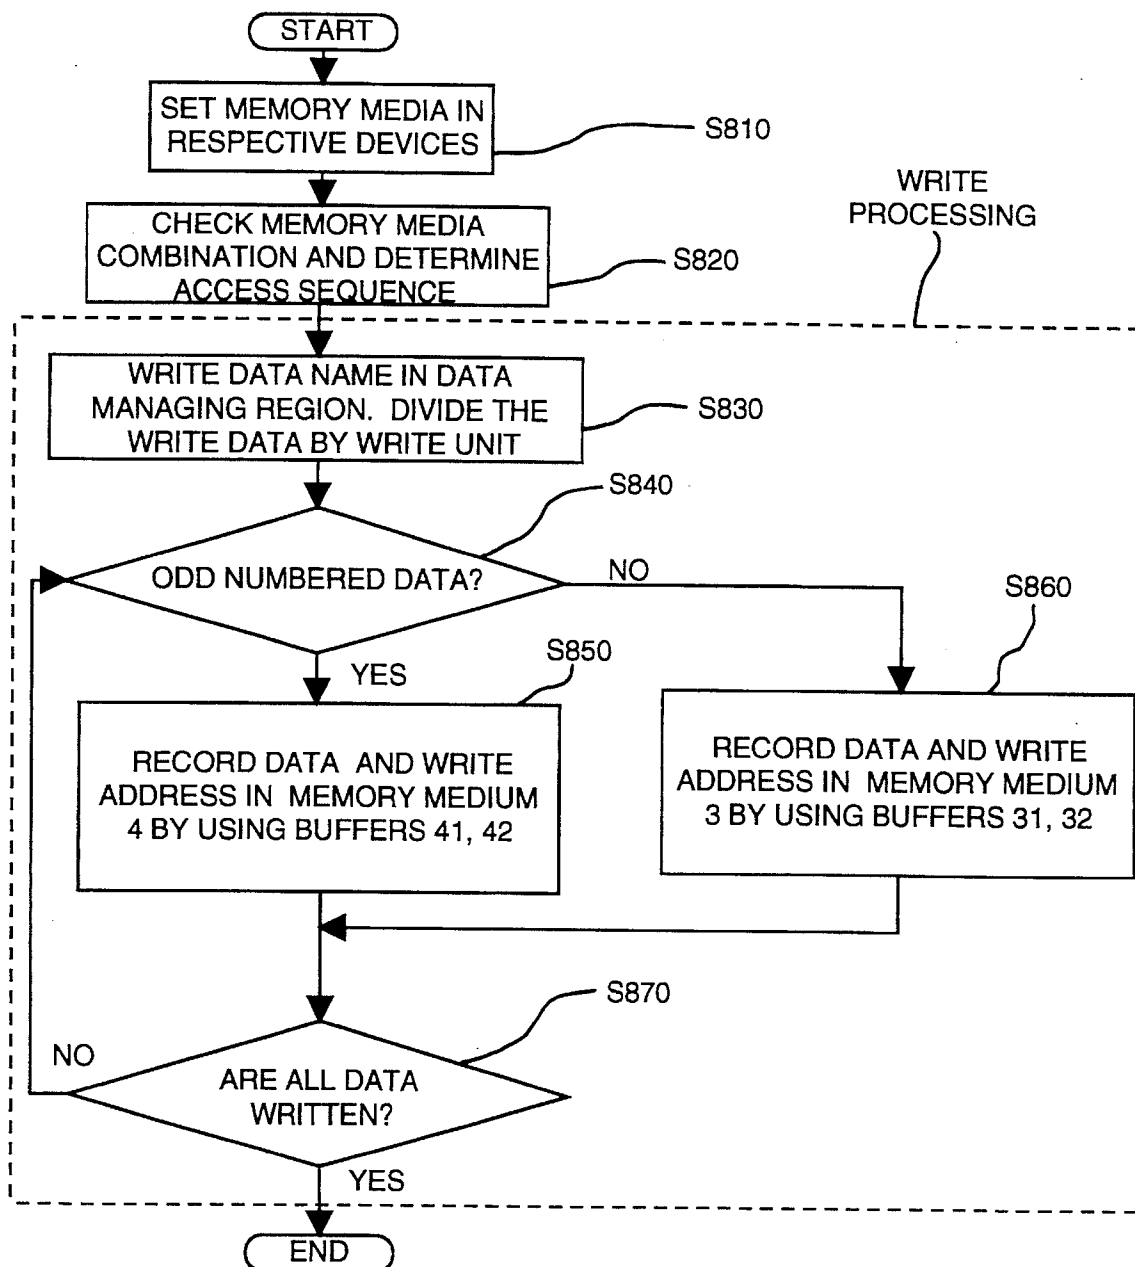 START
SET MEMORY MEDIA IN
RESPECTIVE DEVICES
S810
WRITE
PROCESSING
CHECK MEMORY MEDIA
COMBINATION AND DETERMINE
ACCESS SEQUENCE
S820
WRITE DATA NAME IN DATA
MANAGING REGION. DIVIDE THE
WRITE DATA BY WRITE UNIT
S830
S840
ODD NUMBERED DATA?
NO
S860
YES
S850
RECORD DATA AND WRITE
ADDRESS IN MEMORY MEDIUM
4 BY USING BUFFERS 41, 42
RECORD DATA AND WRITE
ADDRESS IN MEMORY MEDIUM
3 BY USING BUFFERS 31, 32
S870
NO
ARE ALL DATA
WRITTEN?
YES
END